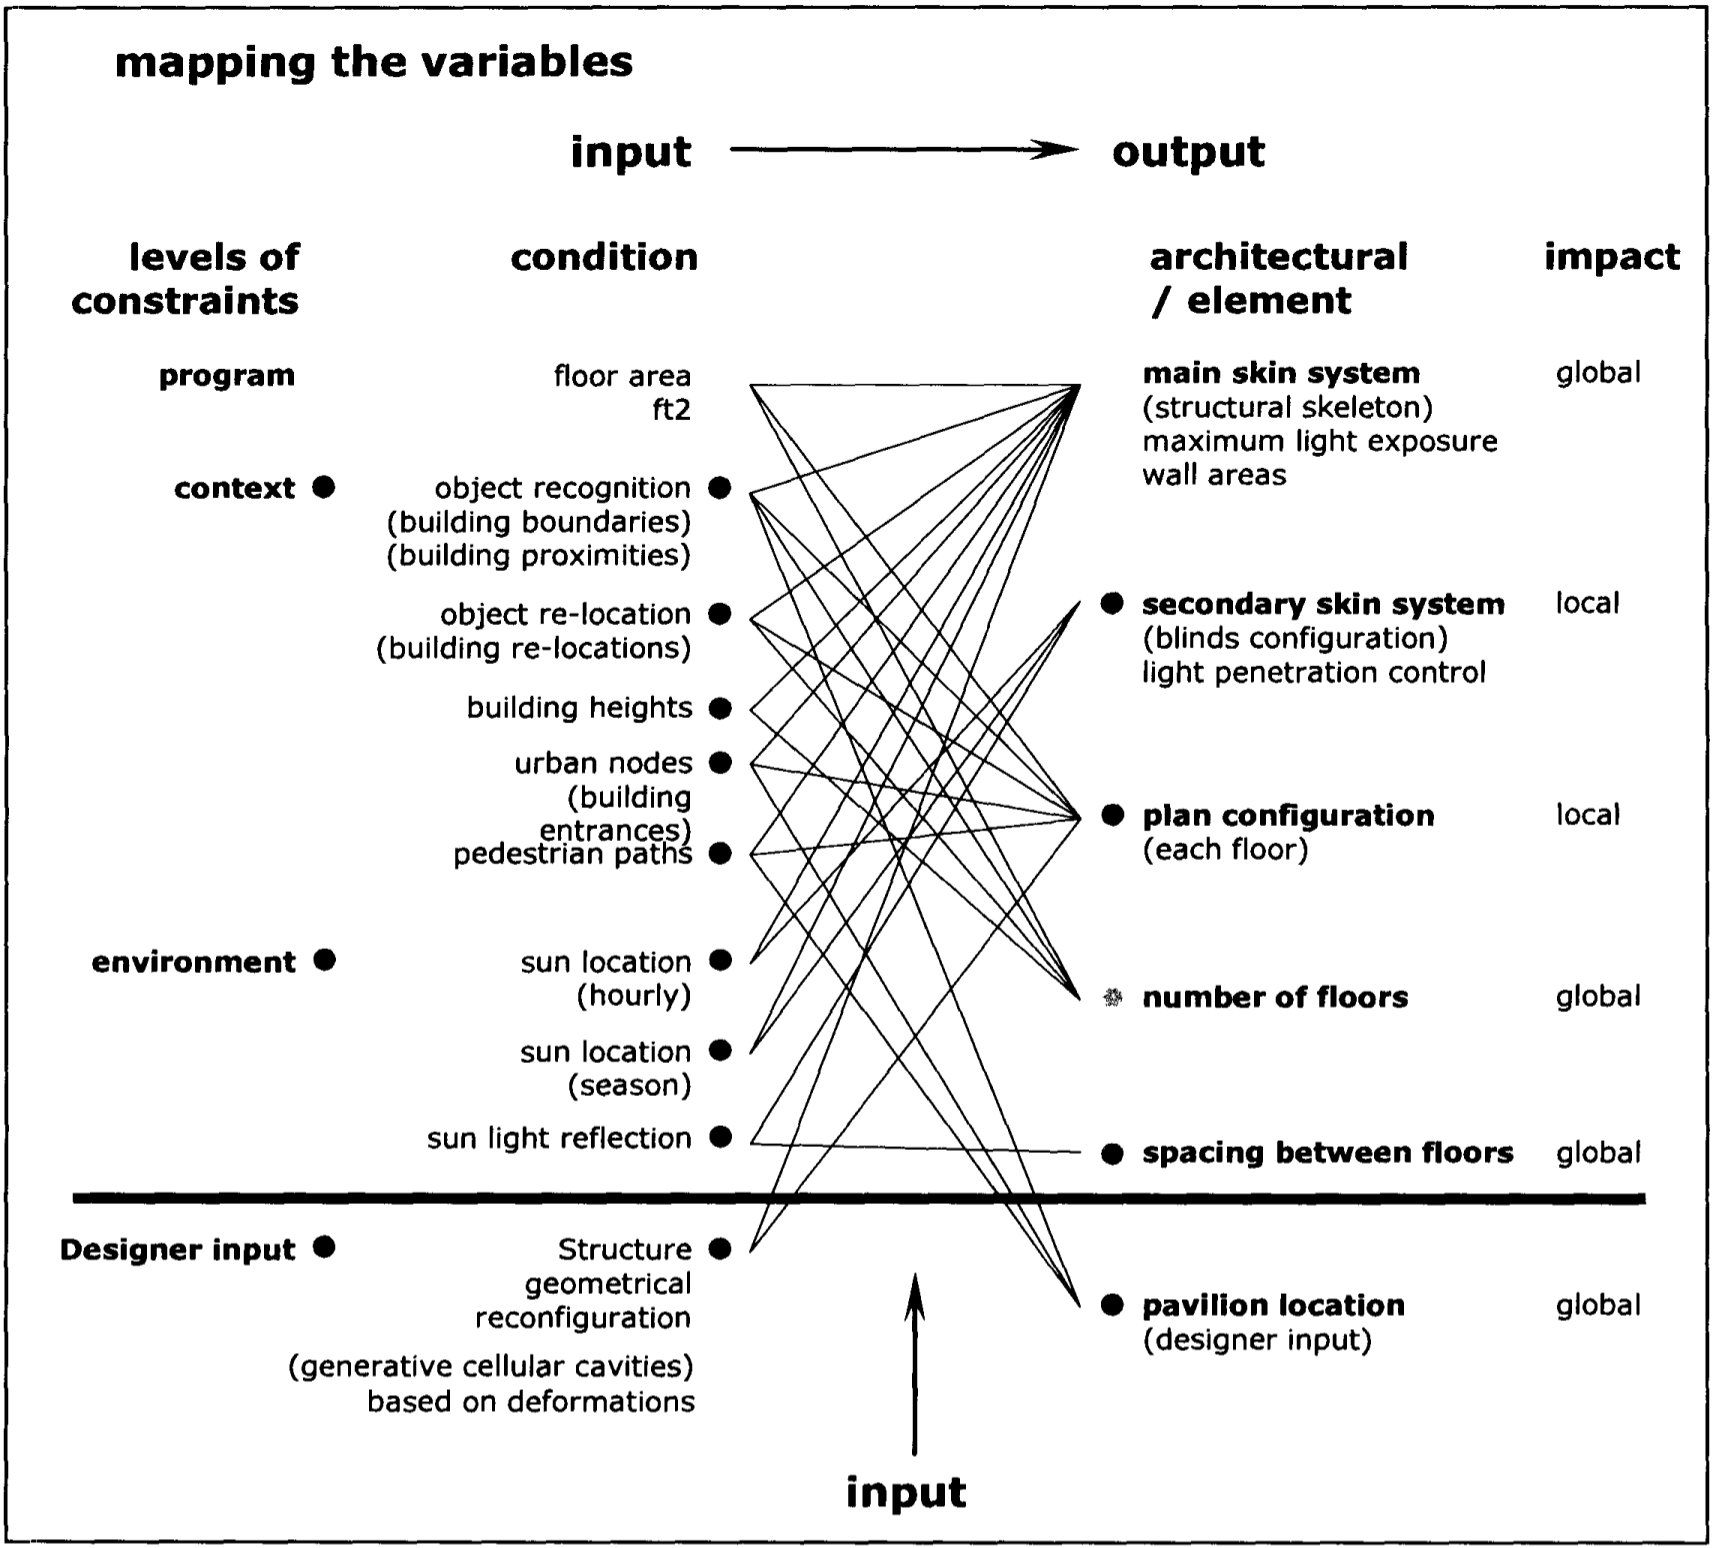 mapping the variables
input
output
levels of
constraints
condition
architectural
/ element
impact
program
floor area
ft2
main skin system
(structural skeleton)
maximum light exposure
wall areas
global
context
object recognition
(building boundaries)
(building proximities)
object re-location
(building re-locations)
secondary skin system
(blinds configuration)
light penetration control
local
building heights
urban nodes
(building
entrances)
pedestrian paths
plan configuration
(each floor)
local
environment
sun location
(hourly)
number of floors
global
sun location
(season)
sun light reflection
spacing between floors
global
Designer input
Structure
geometrical
reconfiguration
(generative cellular cavities)
based on deformations
pavilion location
(designer input)
global
input